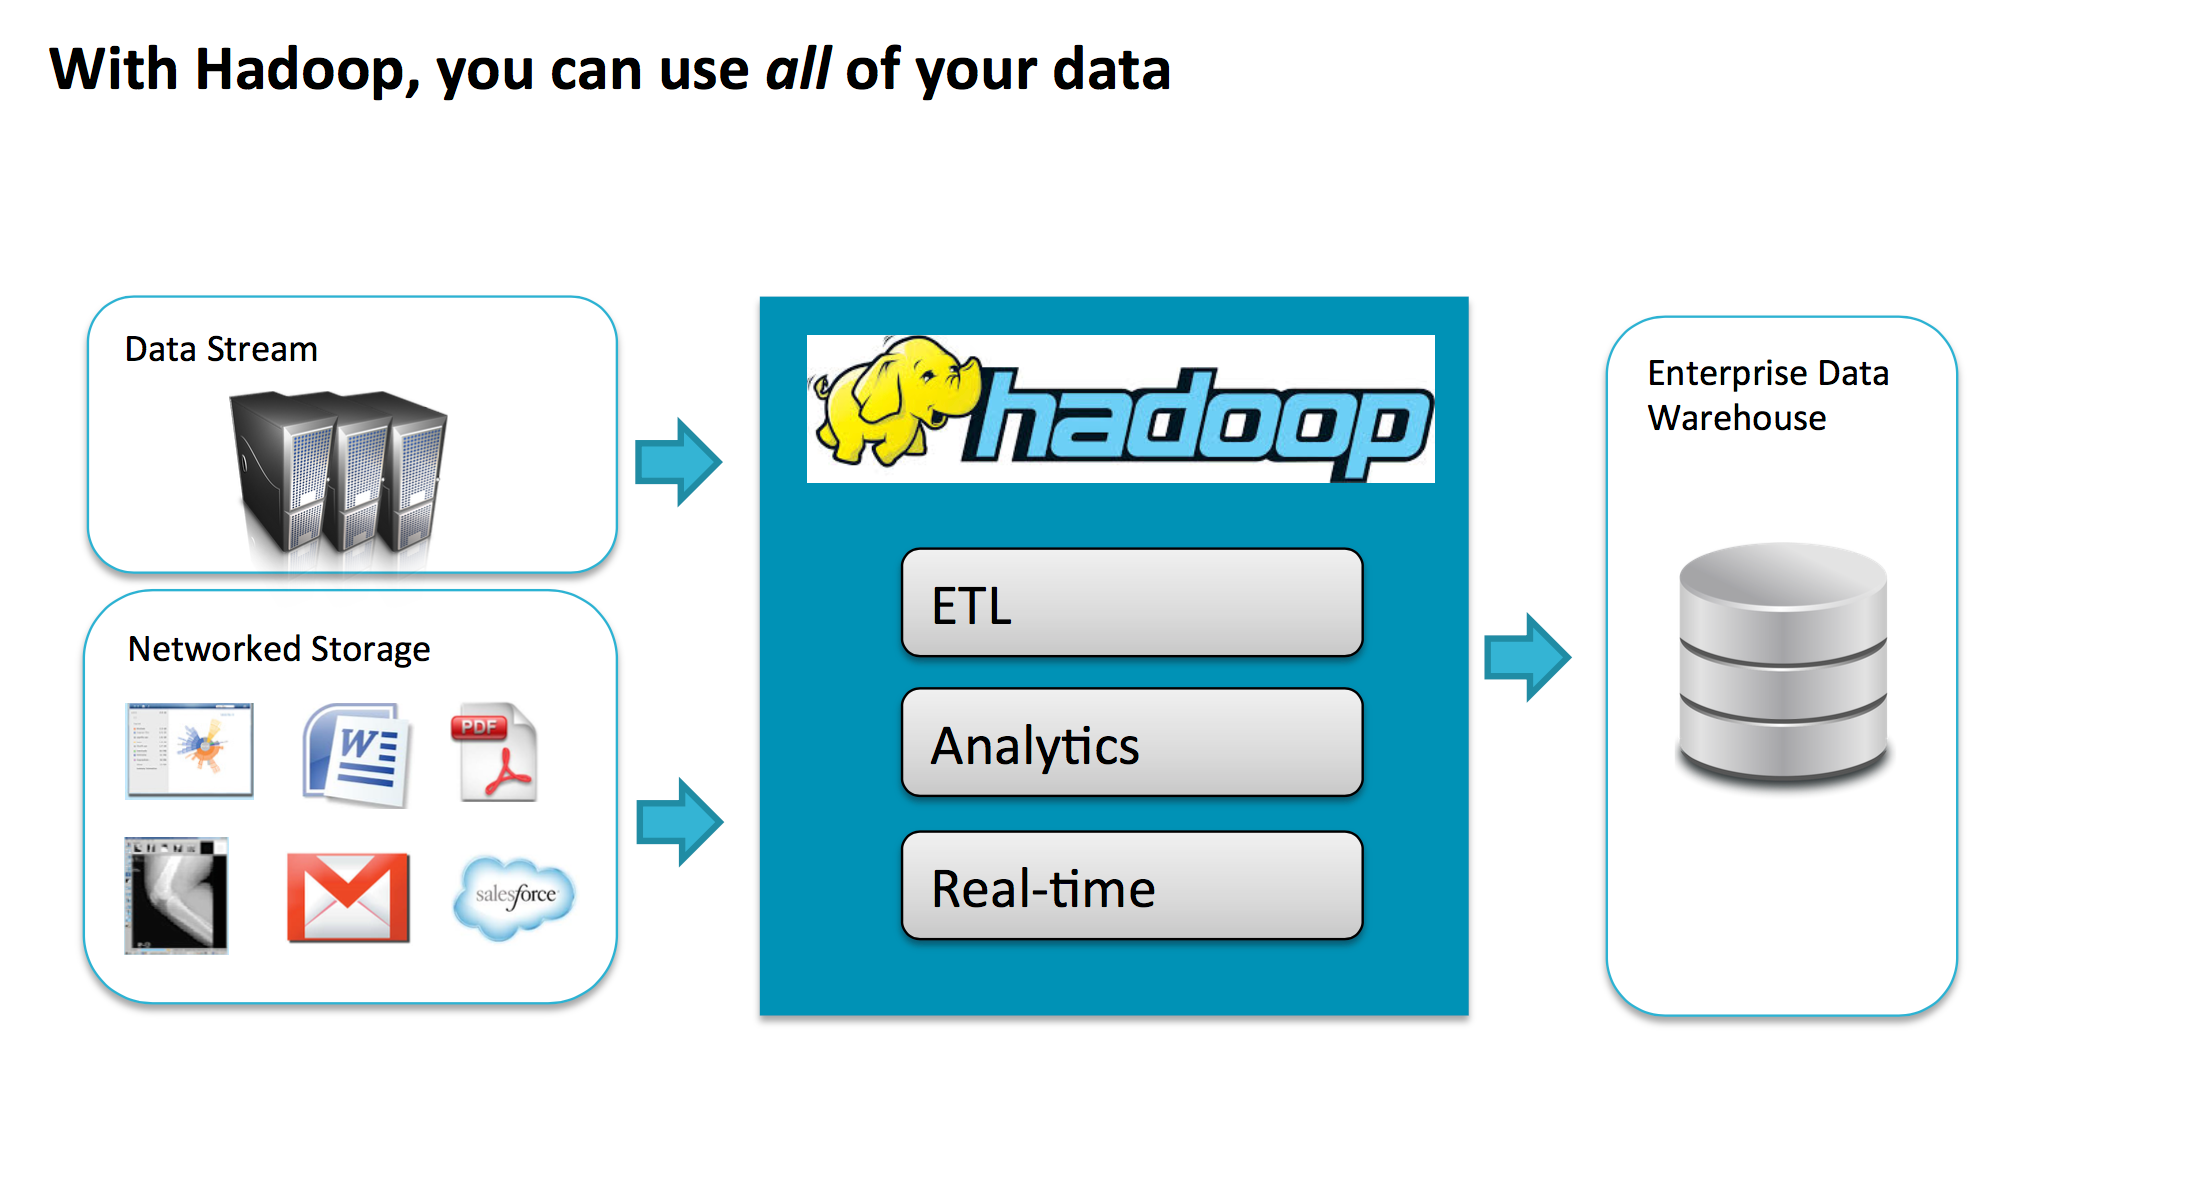 With Hadoop, you can use all of your data
Data Stream
hadoop
Enterprise Data
Warehouse
ETL
Networked Storage
W
PDF
Analytics
salesforce
Real-time